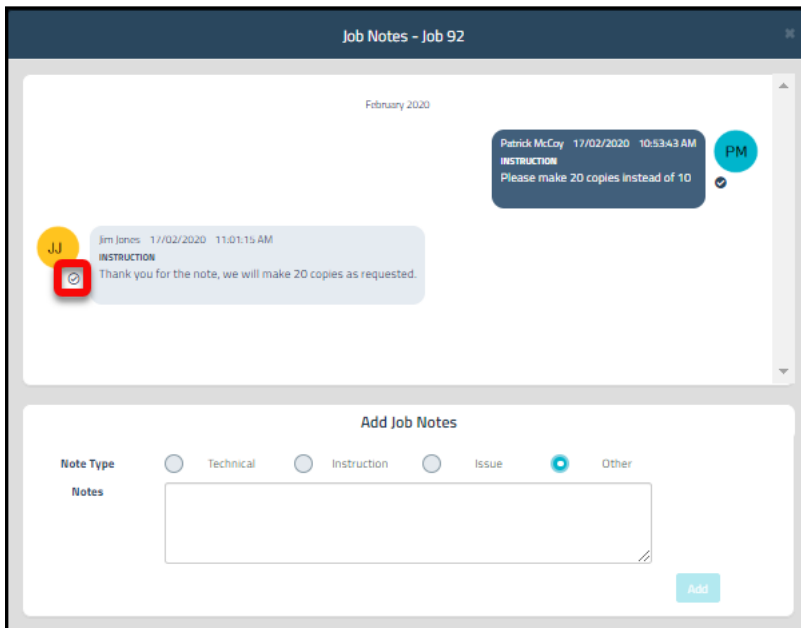 Job Notes - Job 92
February 2020
Patrick McCoy 17/02/2020 10:53:43 AM
INSTRUCTION
Please make 20 copies instead of 10
PM
JJ
Jim Jones 17/02/2020 11:01:15 AM
INSTRUCTION
Thank you for the note, we will make 20 copies as requested.
Add Job Notes
Note Type Technical Instruction Issue Other
Notes
Add